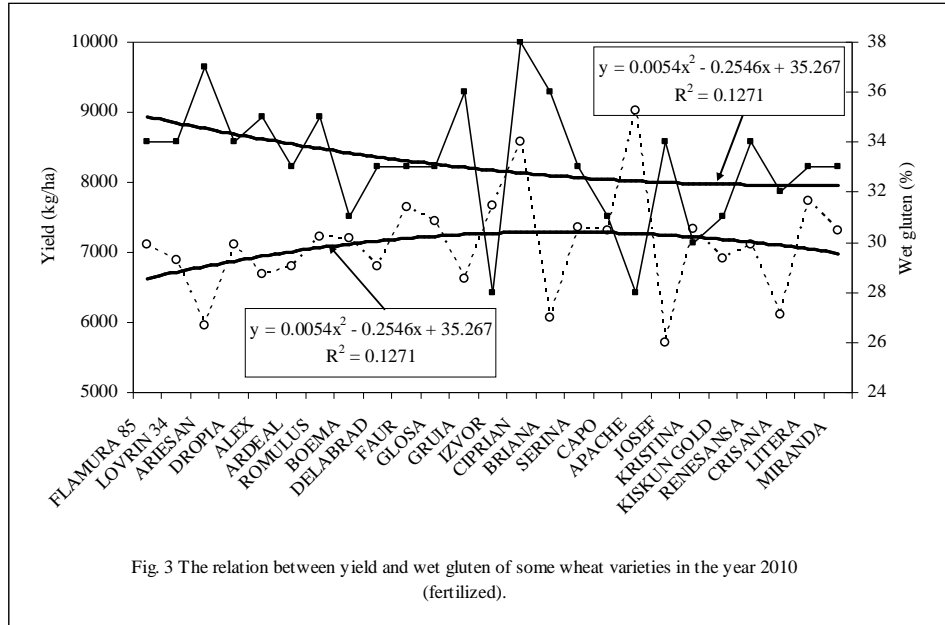 10000
9000
8000
7000
6000
5000
Yield (kg/ha)
38
36
34
32
30
28
26
24
Wet gluten (%)
y = 0.0054x² - 0.2546x + 35.267
R² = 0.1271
y = 0.0054x² - 0.2546x + 35.267
R² = 0.1271
FLAMURA 85
LOVRIN 34
ARIESAN
DROPIA
ALEX
ARDEAL
ROMULUS
BOEMA
DELABRAD
FAUR
GLOSA
GRUIA
IZVOR
CIPRIAN
BRIANA
SERINA
CAPO
APACHE
JOSEF
KRISTINA
KISKUN GOLD
RENESANSA
CRISANA
LITERA
MIRANDA
Fig. 3 The relation between yield and wet gluten of some wheat varieties in the year 2010
(fertilized).